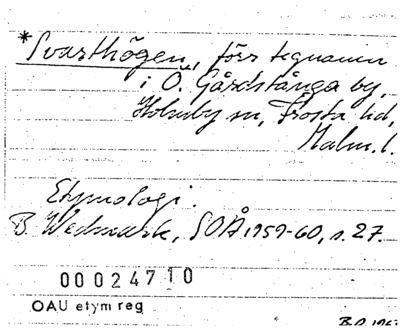 *Svarthögen, förr tegnamn
i Ö. Gårdstånga by,
Holmby sn, Frosta hd,
Malm. l.
Etymologi.
B. Wedmark, SOÅ 1959-60, s. 27.
00024710
OAU etym reg